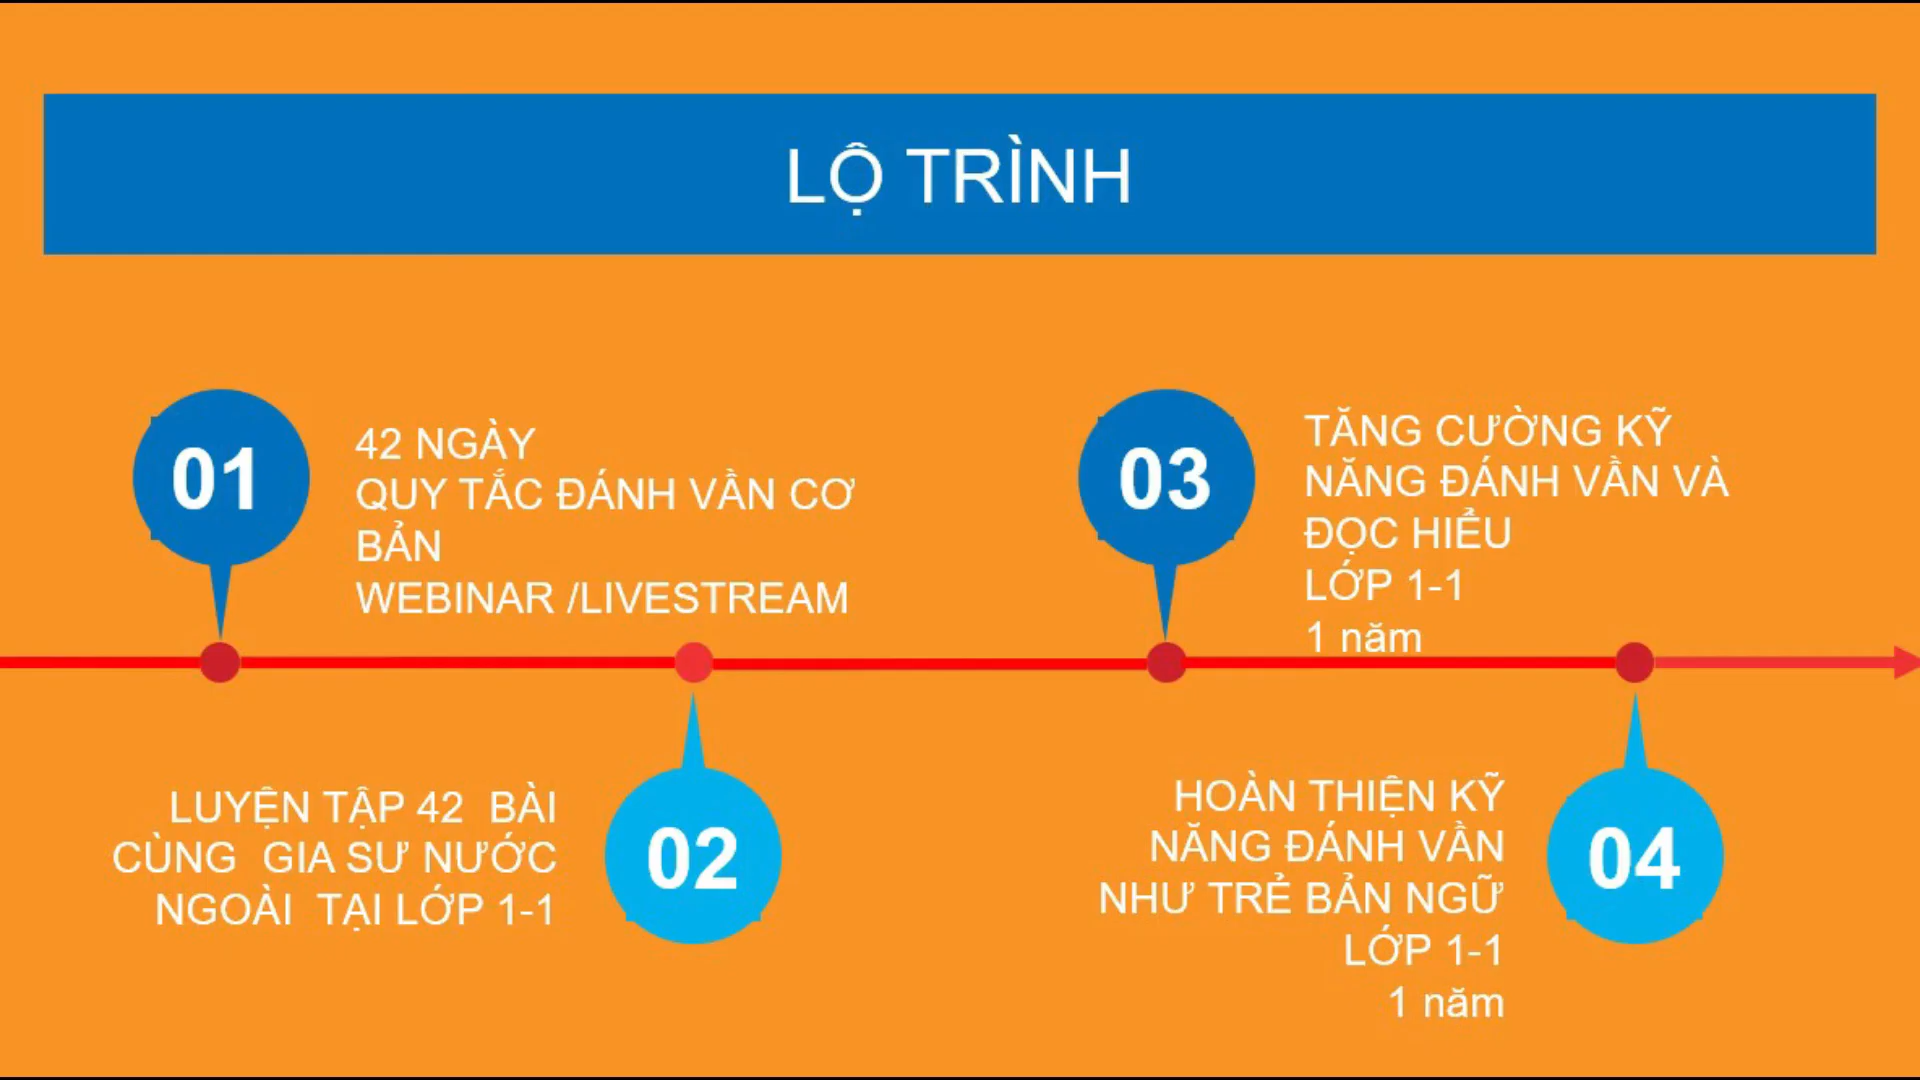 LỘ TRÌNH
01
42 NGÀY
QUY TẮC ĐÁNH VẦN CƠ
BẢN
WEBINAR /LIVESTREAM
02
LUYỆN TẬP 42 BÀI
CÙNG GIA SƯ NƯỚC
NGOÀI TẠI LỚP 1-1
03
TĂNG CƯỜNG KỸ
NĂNG ĐÁNH VẦN VÀ
ĐỌC HIỂU
LỚP 1-1
1 năm
04
HOÀN THIỆN KỸ
NĂNG ĐÁNH VẦN
NHƯ TRẺ BẢN NGỮ
LỚP 1-1
1 năm